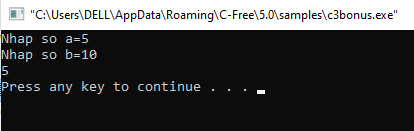 "C:\Users\DELL\AppData\Roaming\C-Free\5.0\samples\c3bonus.exe"
Nhap so a=5
Nhap so b=10
5
Press any key to continue . . .